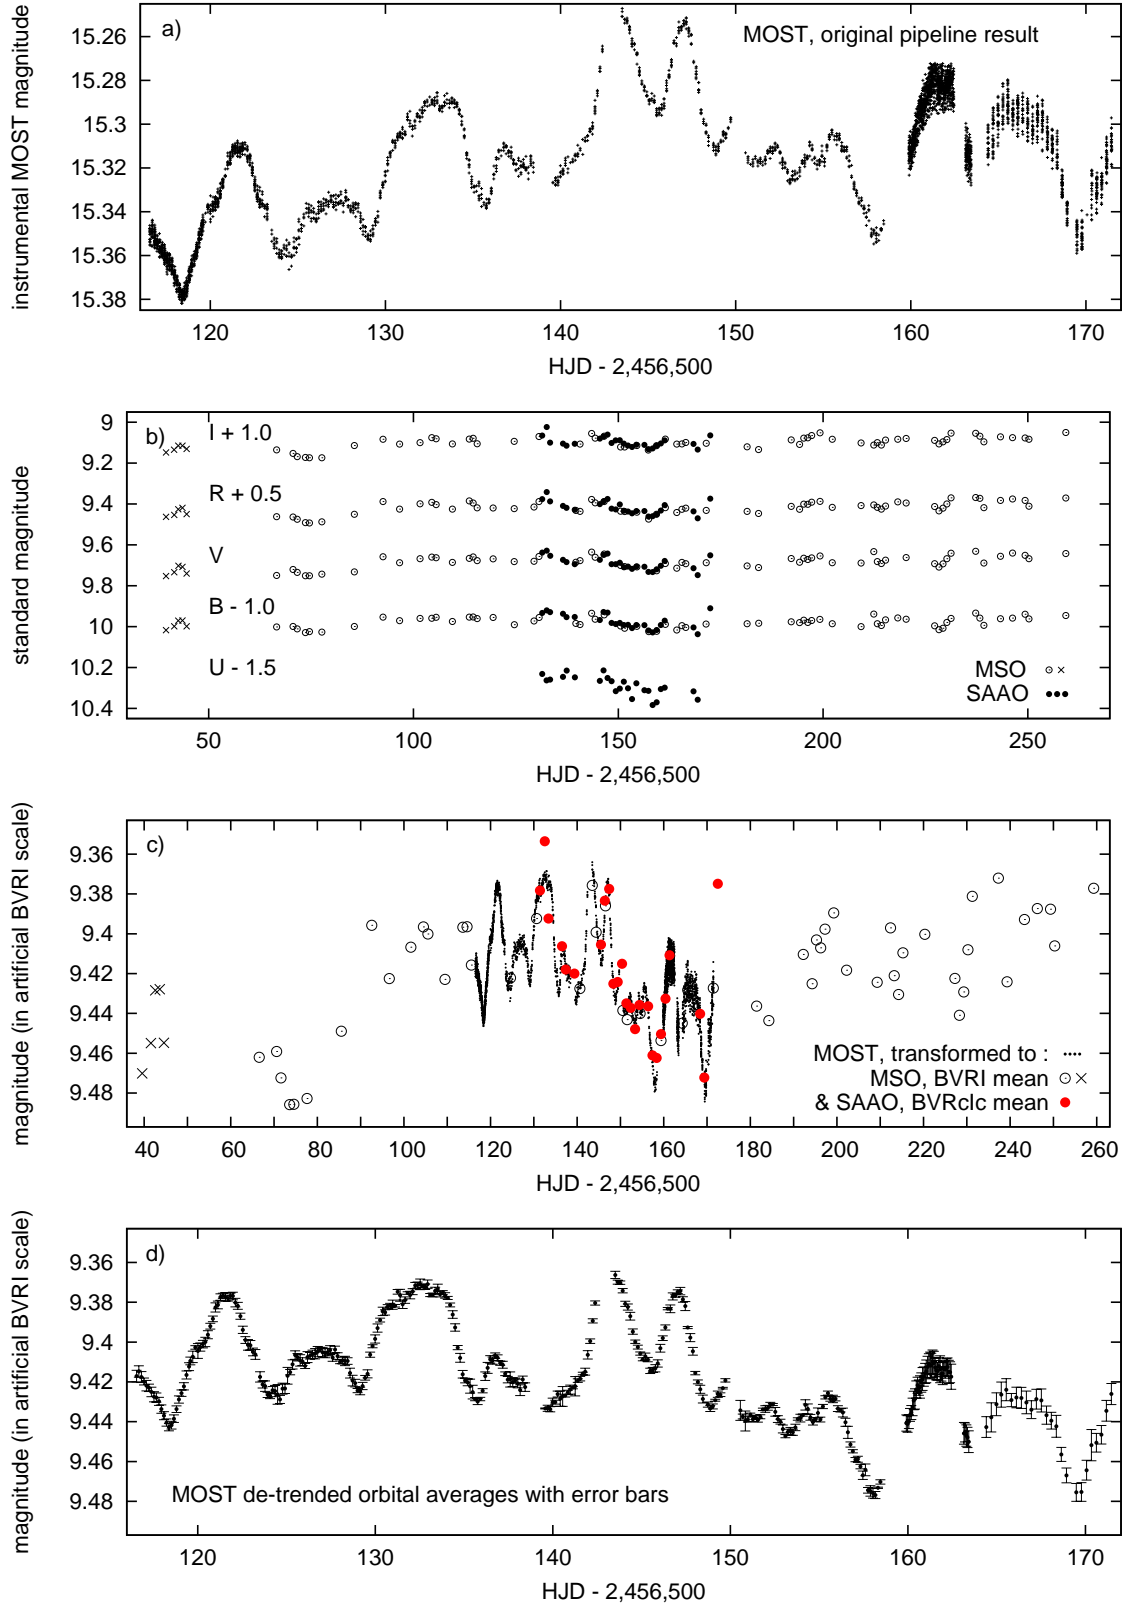 a)
MOST, original pipeline result
instrumental MOST magnitude
15.26
15.28
15.3
15.32
15.34
15.36
15.38
120 130 140 150 160 170
HJD - 2,456,500
b)
I + 1.0
R + 0.5
V
B - 1.0
U - 1.5
MSO
SAAO
standard magnitude
9
9.2
9.4
9.6
9.8
10
10.2
10.4
50 100 150 200 250
HJD - 2,456,500
c)
magnitude (in artificial BVRI scale)
9.36
9.38
9.4
9.42
9.44
9.46
9.48
MOST, transformed to :
MSO, BVRI mean
& SAAO, BVRcIc mean
40 60 80 100 120 140 160 180 200 220 240 260
HJD - 2,456,500
d)
magnitude (in artificial BVRI scale)
9.36
9.38
9.4
9.42
9.44
9.46
9.48
MOST de-trended orbital averages with error bars
120 130 140 150 160 170
HJD - 2,456,500